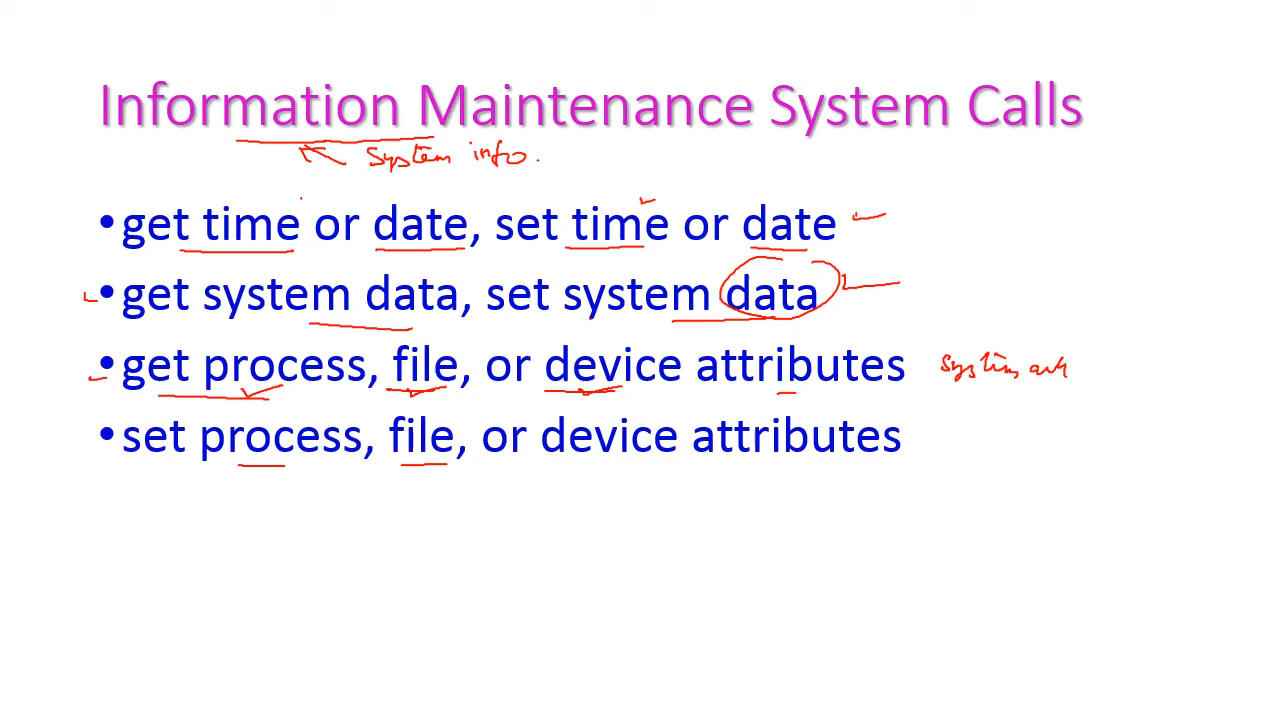 Information Maintenance System Calls
System info.
•get time or date, set time or date
•get system data, set system data
•get process, file, or device attributes
System
•set process, file, or device attributes